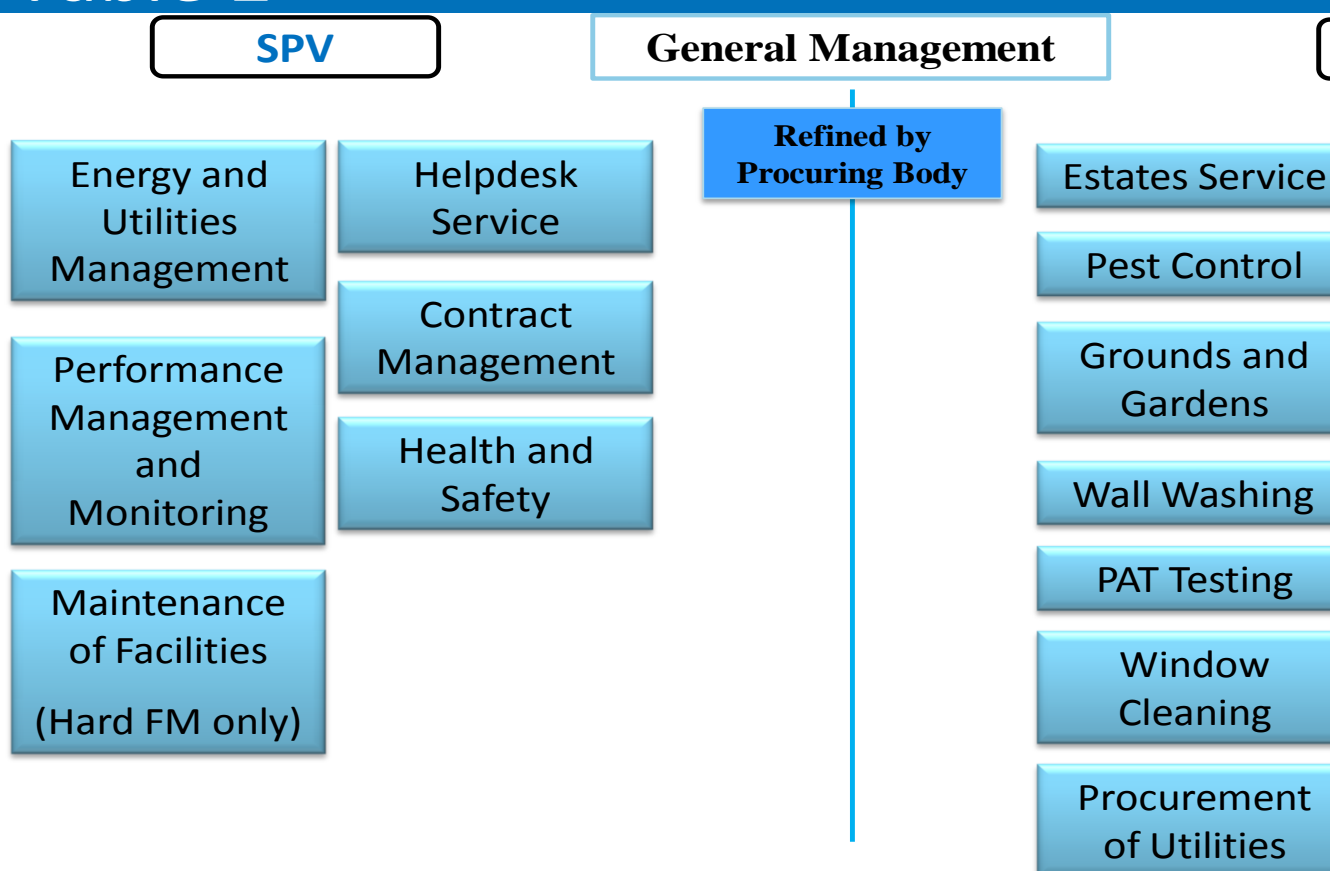 SPV
General Management
Refined by
Procuring Body
Energy and
Utilities
Management
Performance
Management
and
Monitoring
Maintenance
of Facilities
(Hard FM only)
Helpdesk
Service
Contract
Management
Health and
Safety
Estates Service
Pest Control
Grounds and
Gardens
Wall Washing
PAT Testing
Window
Cleaning
Procurement
of Utilities